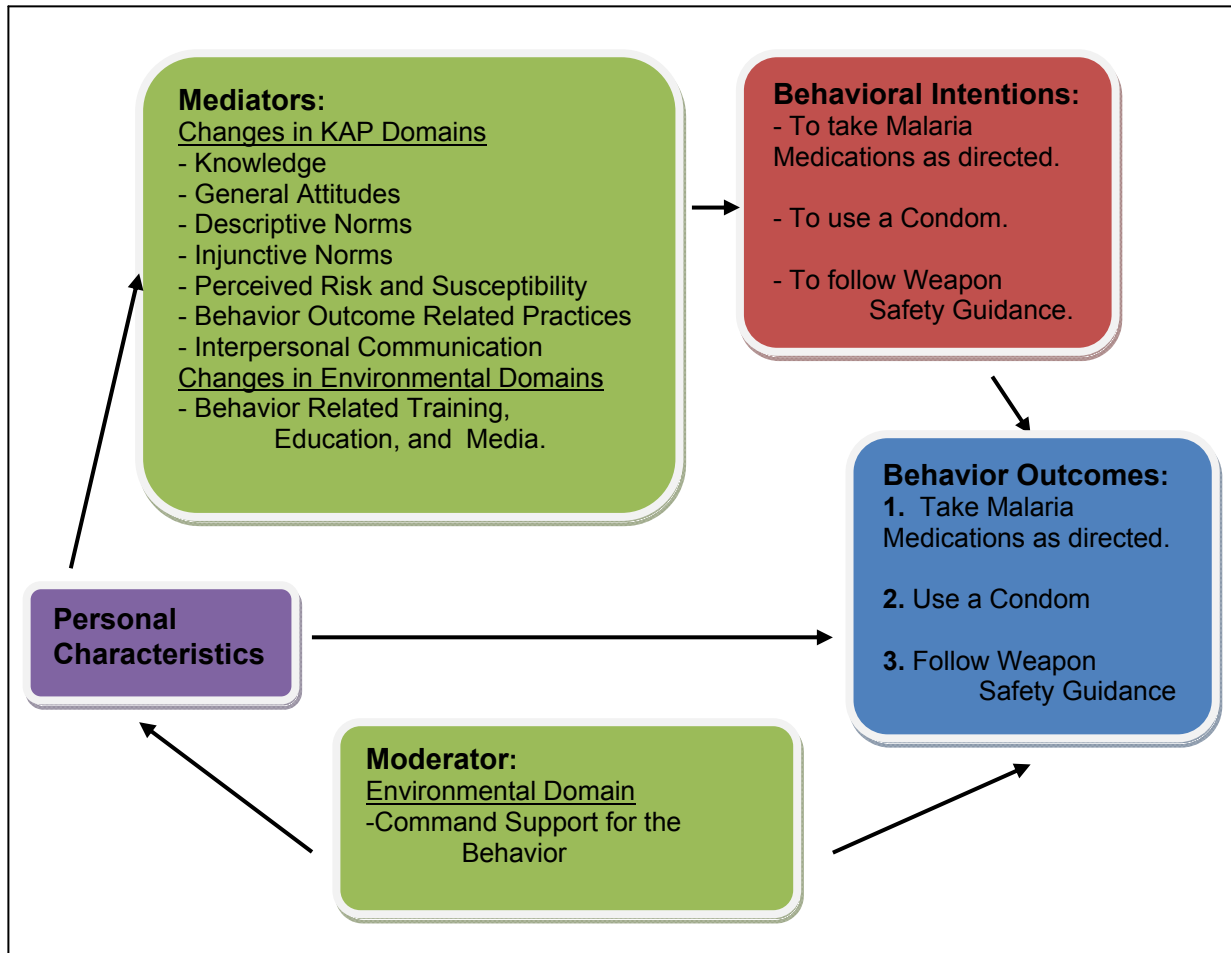 Mediators:
Changes in KAP Domains
- Knowledge
- General Attitudes
- Descriptive Norms
- Injunctive Norms
- Perceived Risk and Susceptibility
- Behavior Outcome Related Practices
- Interpersonal Communication
Changes in Environmental Domains
- Behavior Related Training,
Education, and Media.
Behavioral Intentions:
- To take Malaria
Medications as directed.
- To use a Condom.
- To follow Weapon
Safety Guidance.
Behavior Outcomes:
1. Take Malaria
Medications as directed.
2. Use a Condom
3. Follow Weapon
Safety Guidance
Personal
Characteristics
Moderator:
Environmental Domain
-Command Support for the
Behavior